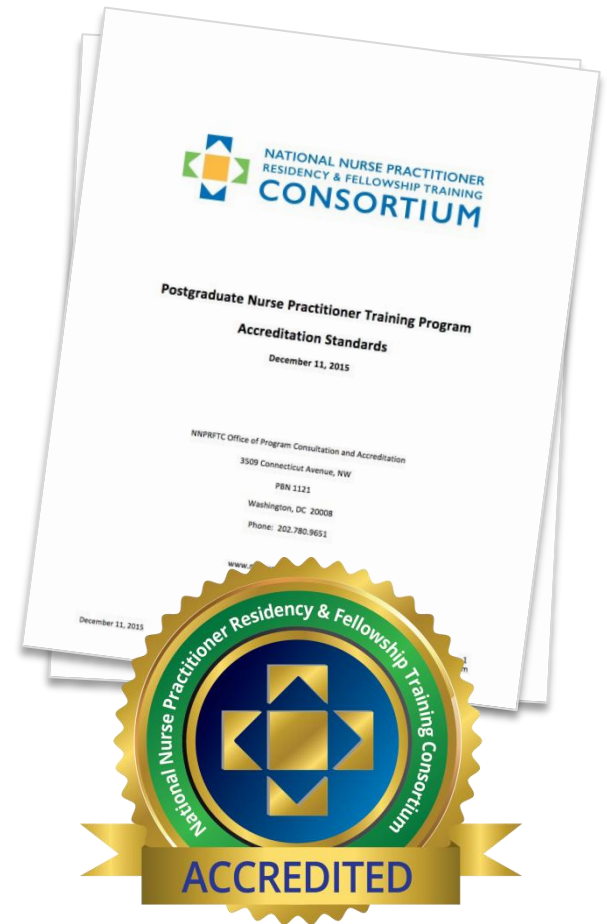 NATIONAL NURSE PRACTITIONER
RESIDENCY & FELLOWSHIP TRAINING
CONSORTIUM
Postgraduate Nurse Practitioner Training Program
Accreditation Standards
December 11, 2015
NNPRFTC Office of Program Consultation and Accreditation
3509 Connecticut Avenue, NW
PBN 1121
Washington, DC 20008
Phone: 202.780.9651
December 11, 2015
1
National Nurse Practitioner Residency & Fellowship Training Consortium
ACCREDITED